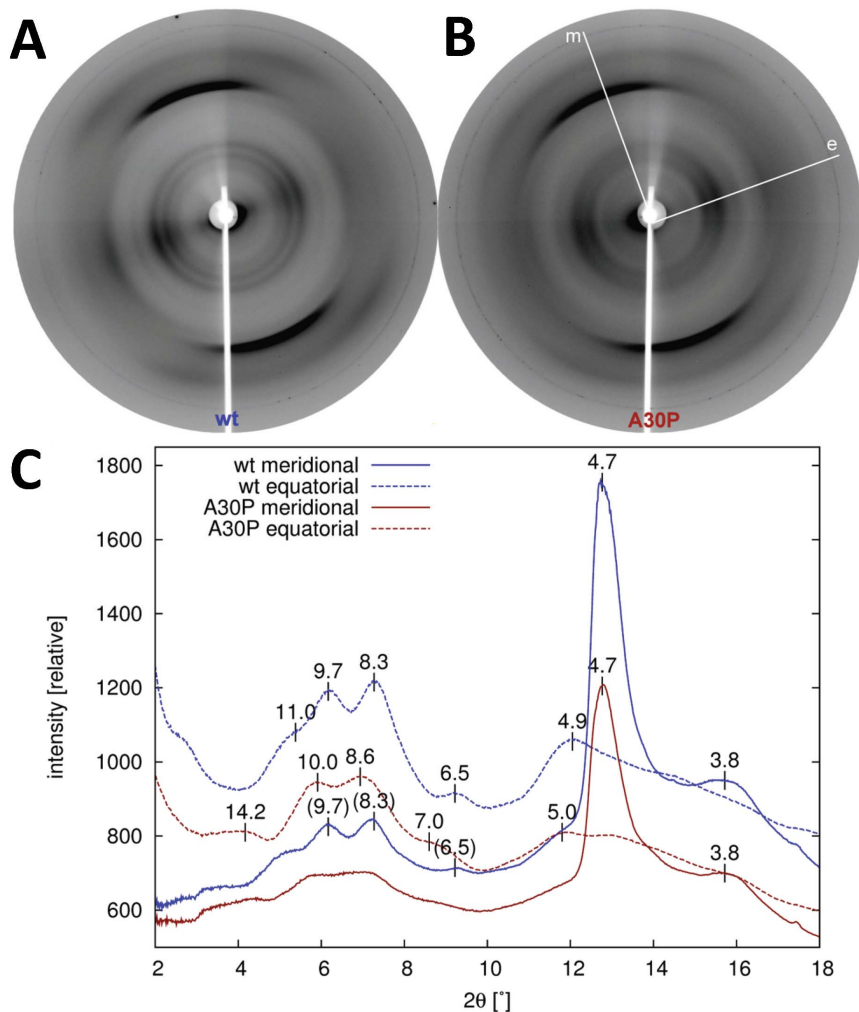 A
B
m
e
wt
A30P
C
wt meridional
wt equatorial
A30P meridional
A30P equatorial
1800
1600
1400
1200
1000
800
600
intensity [relative]
4.7
4.7
11.0
9.7
8.3
6.5
4.9
3.8
14.2
10.0
8.6
(9.7)
(8.3)
7.0
(6.5)
5.0
3.8
2
4
6
8
10
12
14
16
18
2θ [°]